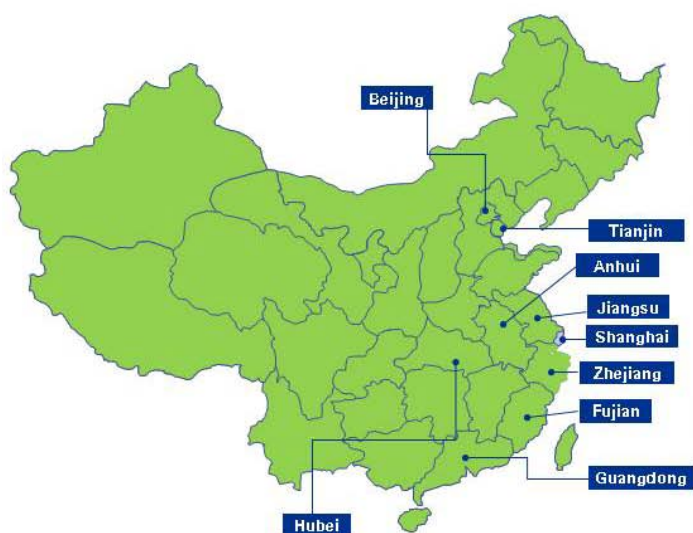 Beijing
Tianjin
Anhui
Jiangsu
Shanghai
Zhejiang
Fujian
Guangdong
Hubei